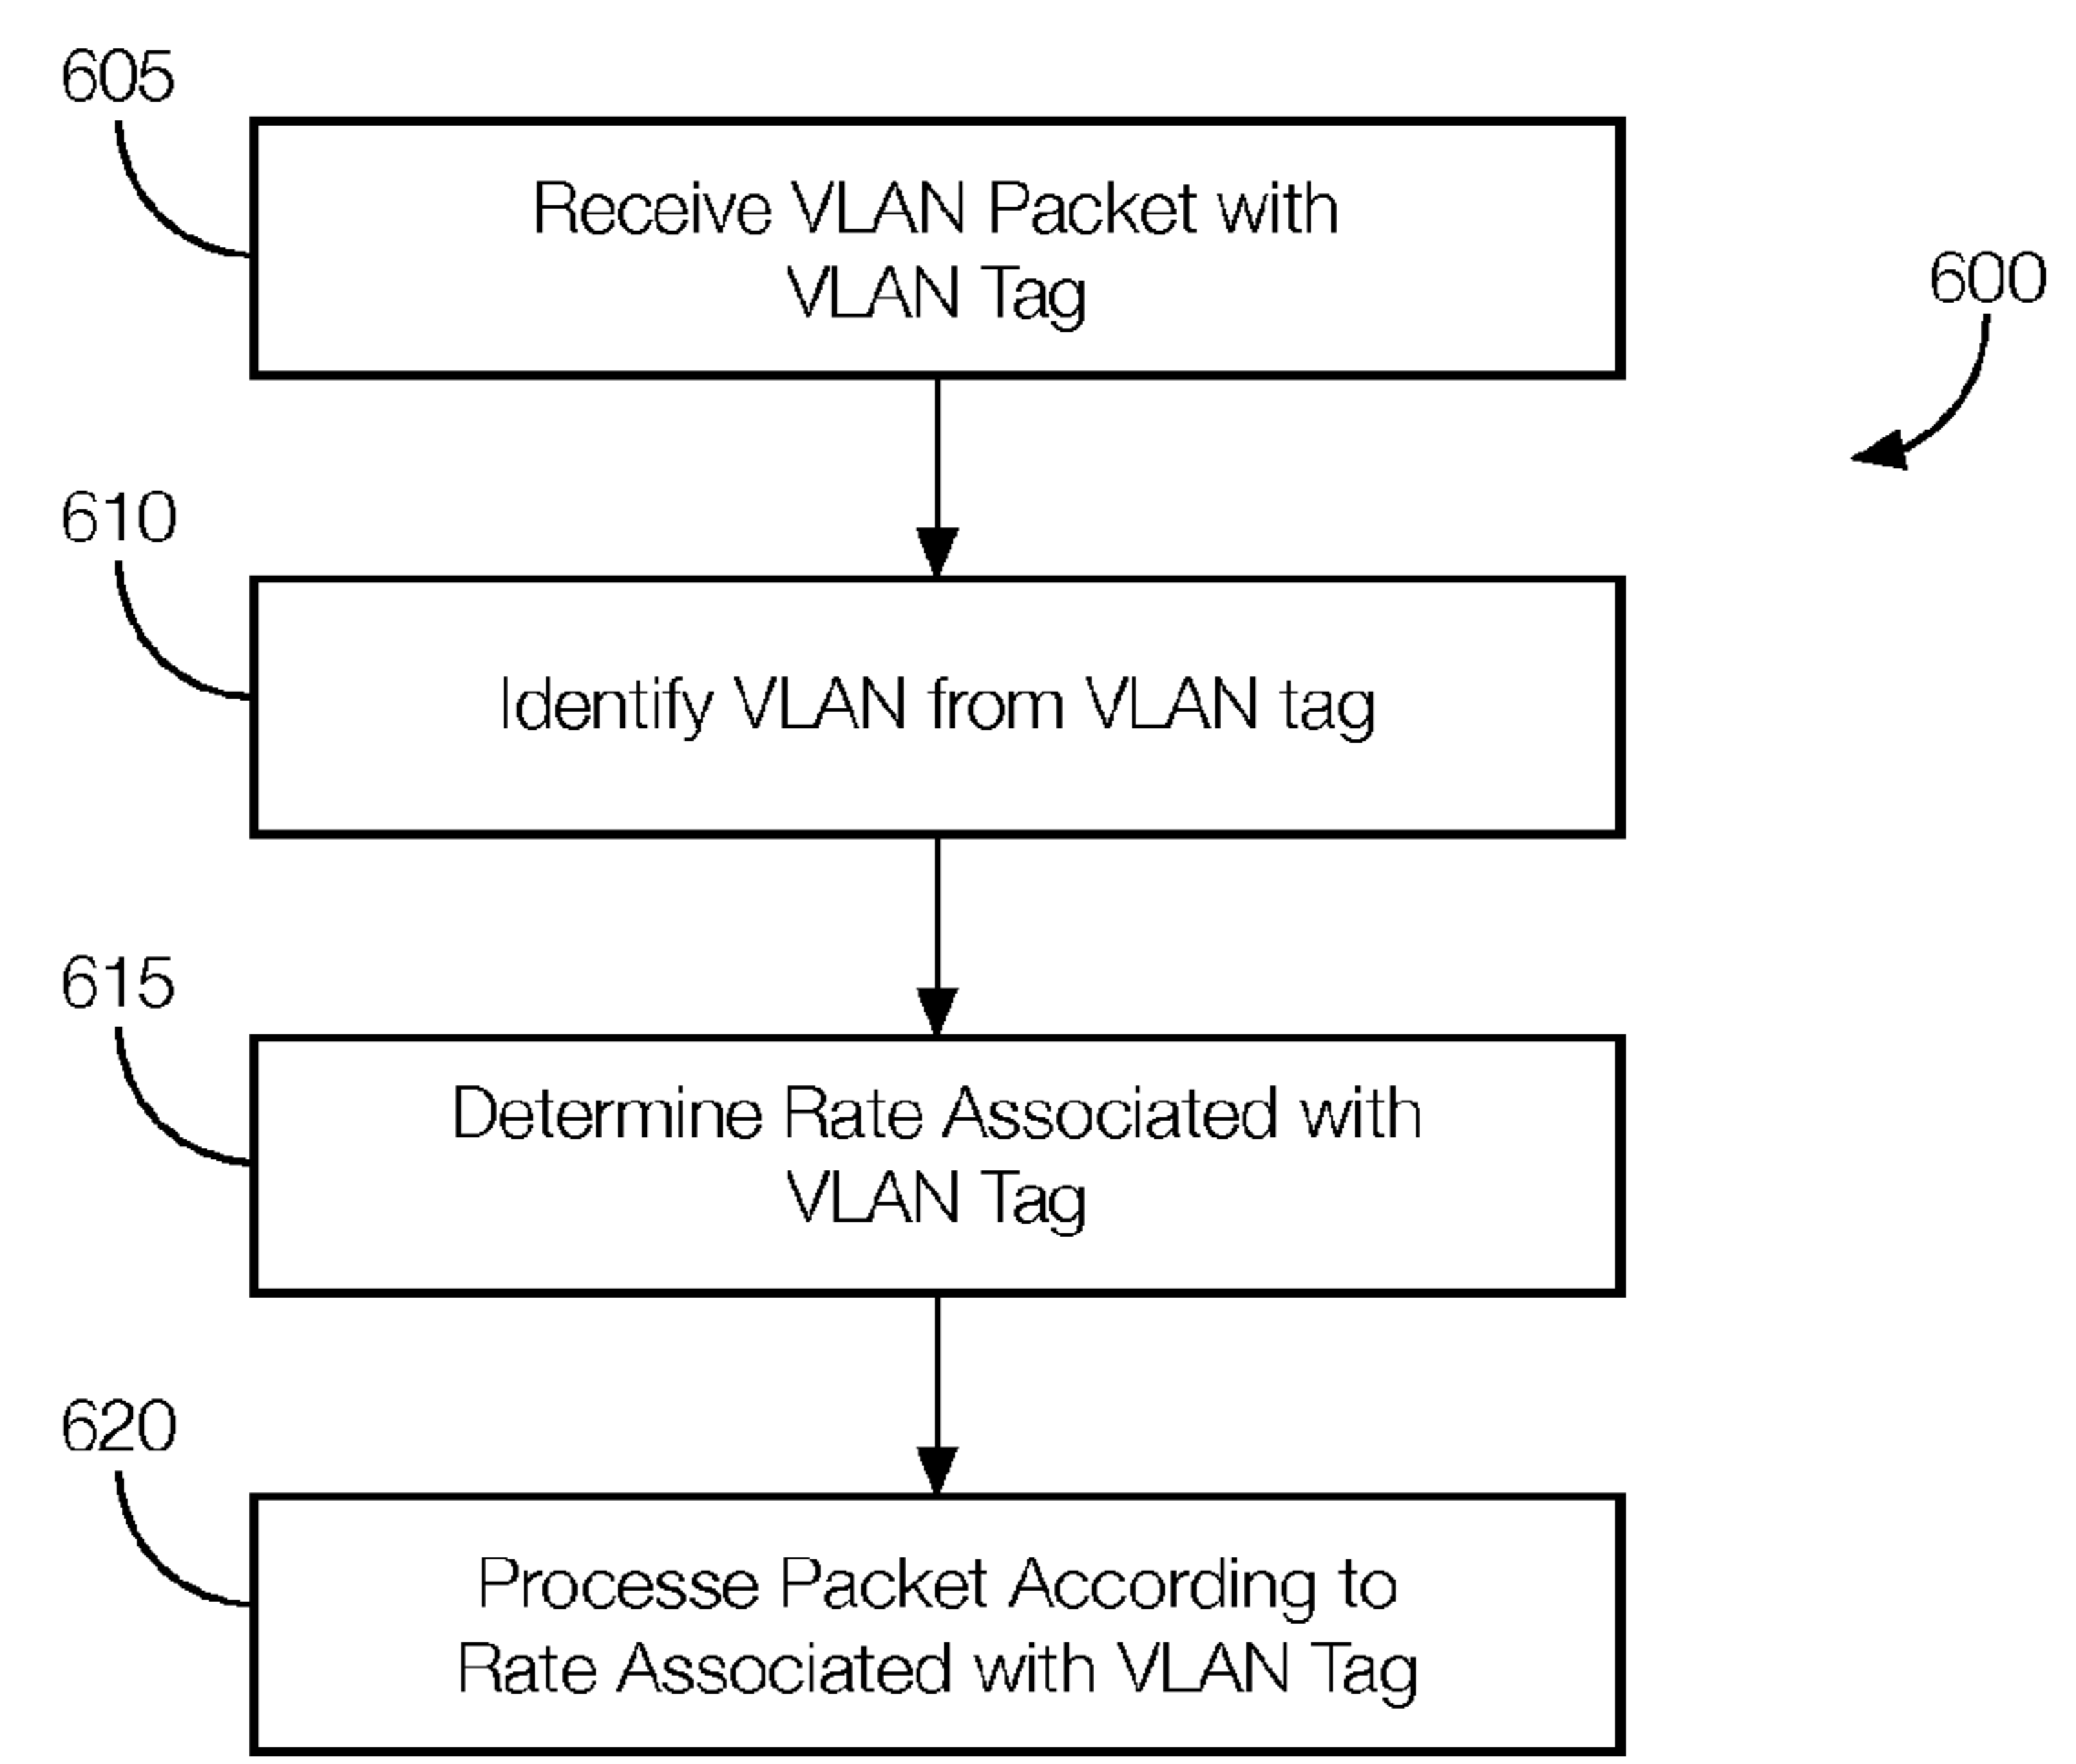 605
Receive VLAN Packet with
VLAN Tag
600
610
Identify VLAN from VLAN tag
615
Determine Rate Associated with
VLAN Tag
620
Processe Packet According to
Rate Associated with VLAN Tag